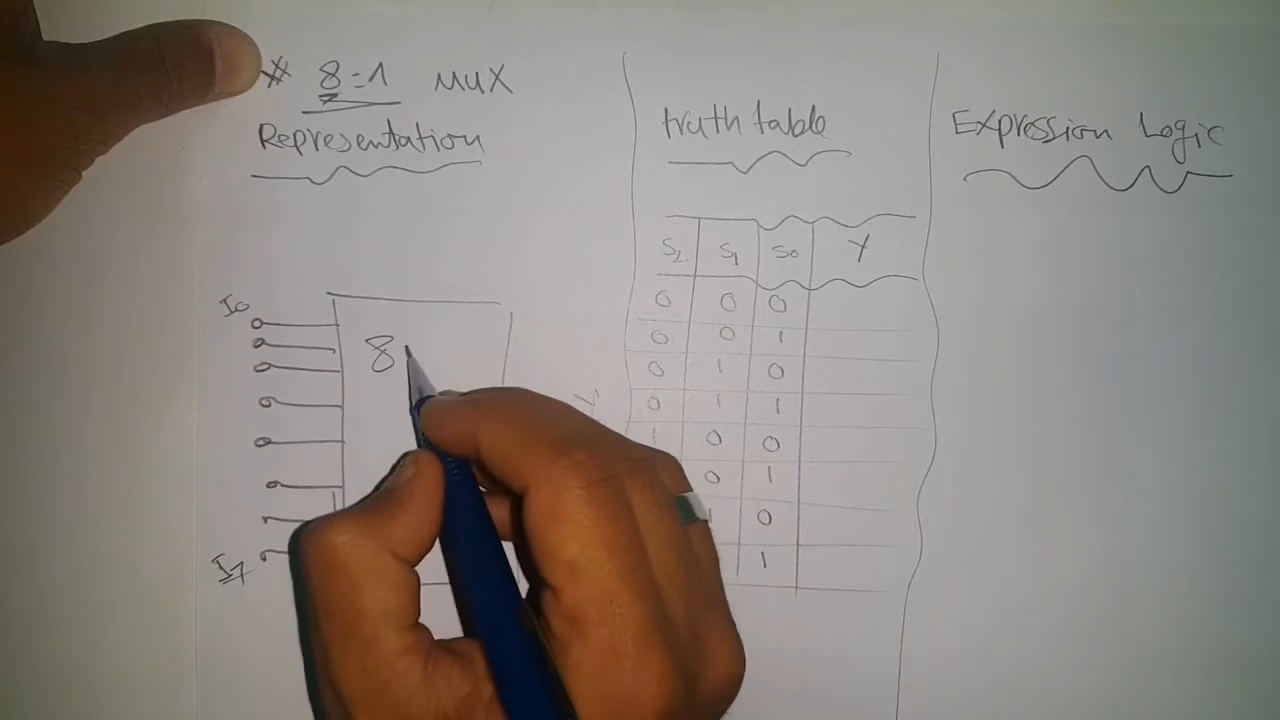 # 8=1 MUX
Representation
truth table
Expression Logic
I0
8
I7
S2 S1 S0 Y
0 0 0
0 0 1
0 1 0
0 1 1
0 0
0 1
0
1